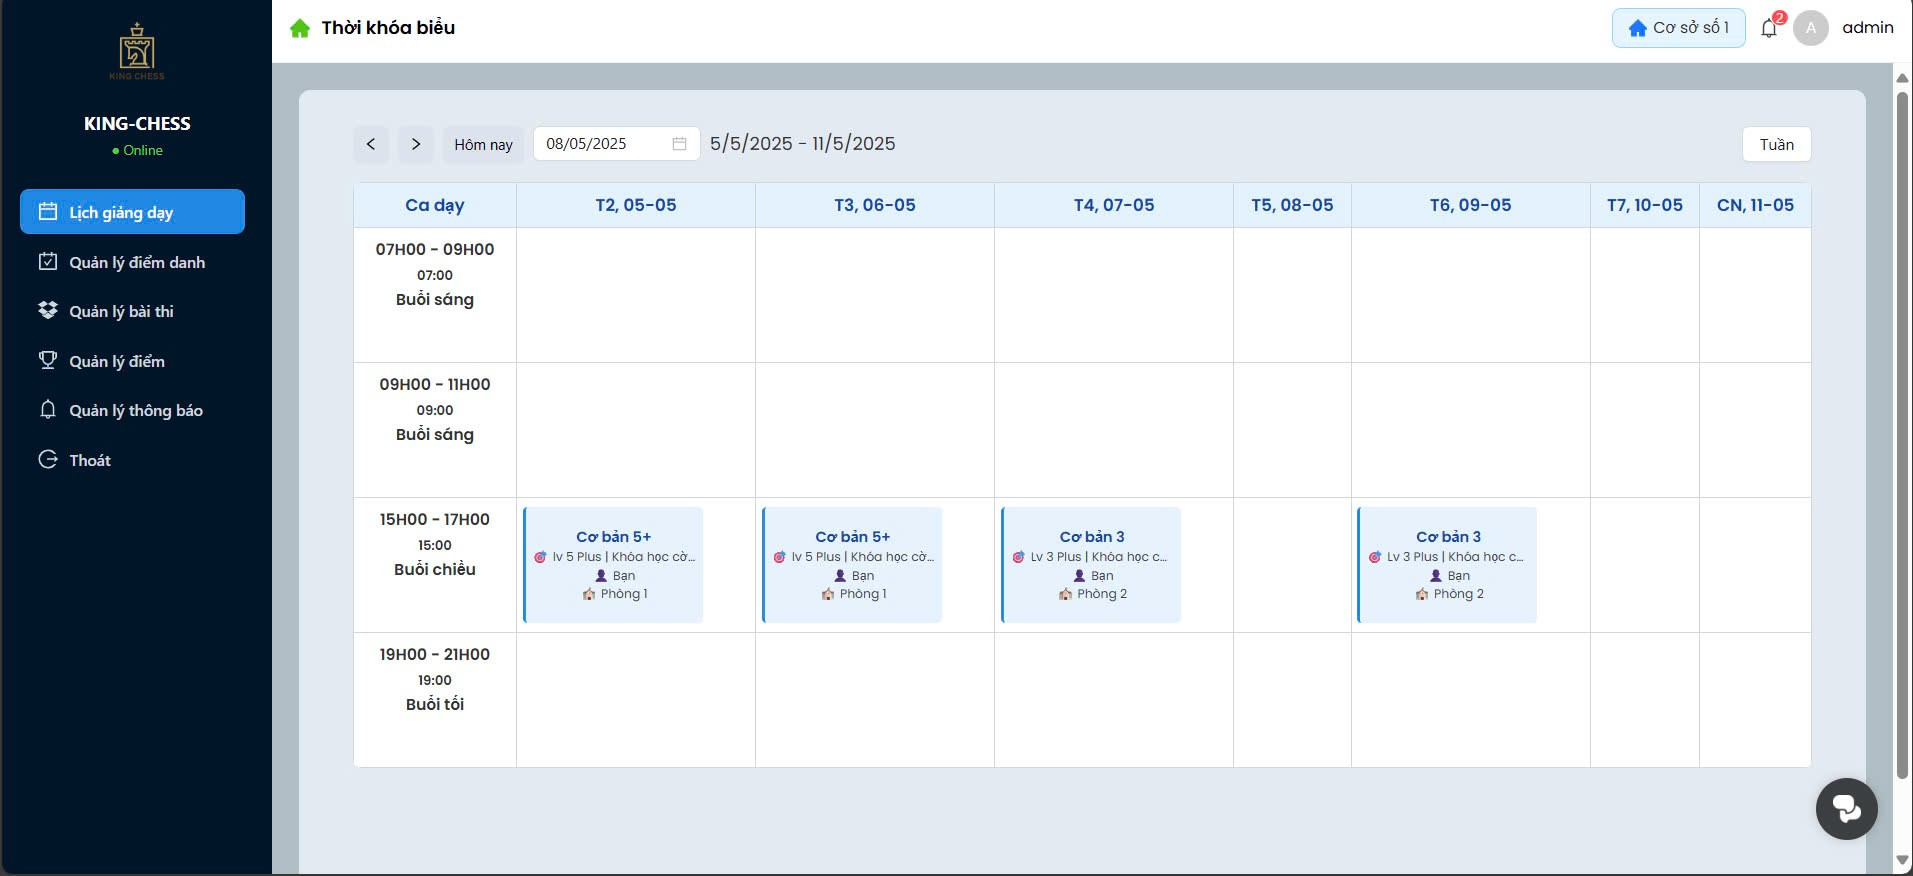 KING CHESS
KING-CHESS
Online
Lịch giảng dạy
Quản lý điểm danh
Quản lý bài thi
Quản lý điểm
Quản lý thông báo
Thoát
Thời khóa biểu
Cơ sở số 1
2
A
admin
Hôm nay
08/05/2025
5/5/2025 - 11/5/2025
Tuần
Ca dạy T2, 05-05 T3, 06-05 T4, 07-05 T5, 08-05 T6, 09-05 T7, 10-05 CN, 11-05
07H00 - 09H00
07:00
Buổi sáng
09H00 - 11H00
09:00
Buổi sáng
15H00 - 17H00
15:00
Buổi chiều
Cơ bản 5+
lv 5 Plus | Khóa học cờ...
Bạn
Phòng 1
Cơ bản 5+
lv 5 Plus | Khóa học cờ...
Bạn
Phòng 1
Cơ bản 3
Lv 3 Plus | Khóa học c...
Bạn
Phòng 2
Cơ bản 3
Lv 3 Plus | Khóa học c...
Bạn
Phòng 2
19H00 - 21H00
19:00
Buổi tối